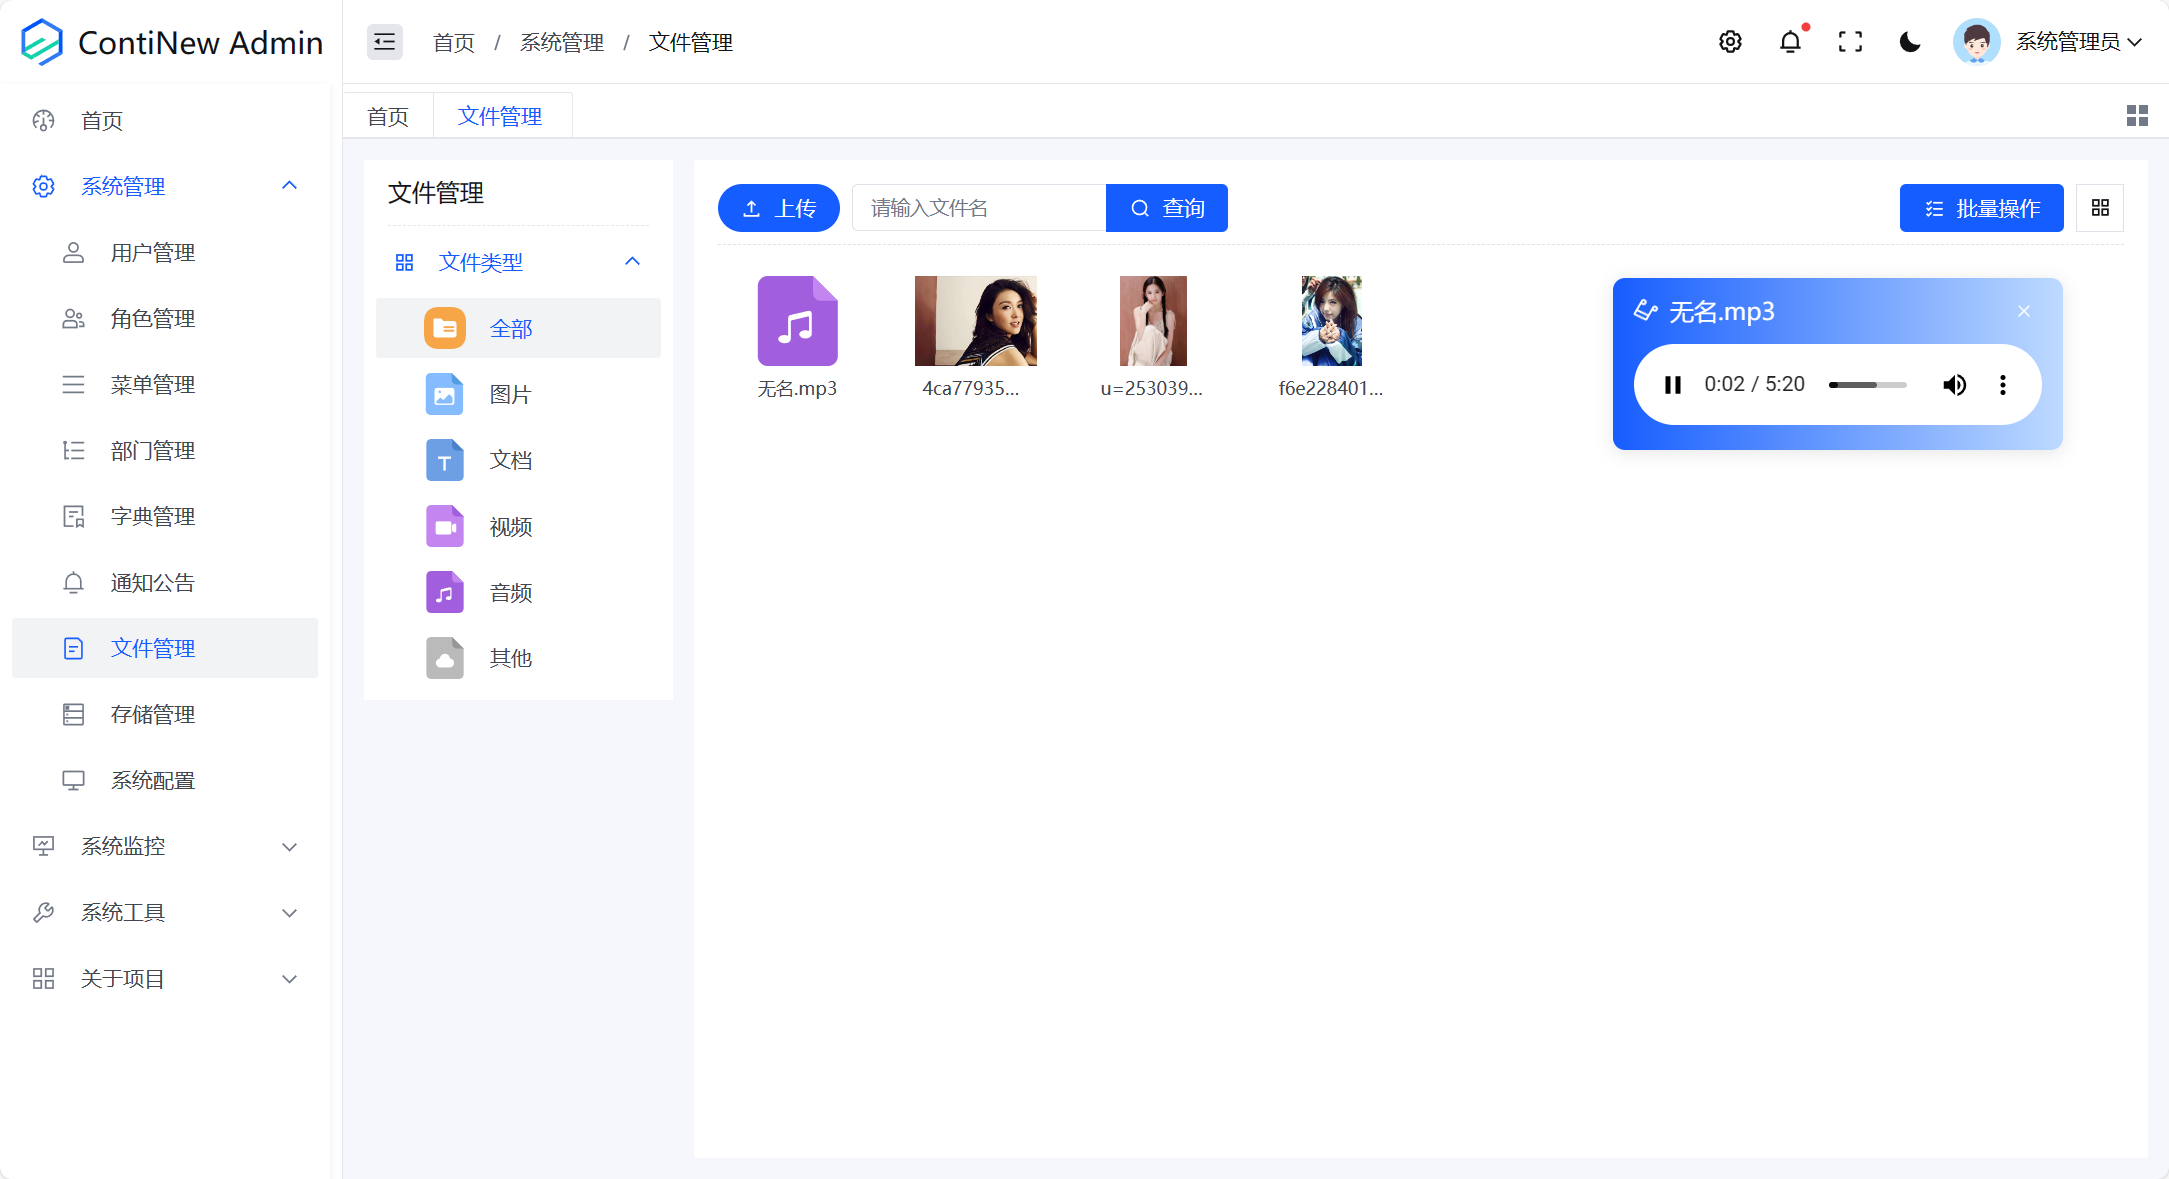 ContiNew Admin
首页 / 系统管理 / 文件管理
系统管理员
首页
系统管理
用户管理
角色管理
菜单管理
部门管理
字典管理
通知公告
文件管理
存储管理
系统配置
系统监控
系统工具
关于项目
首页
文件管理
文件管理
文件类型
全部
图片
文档
视频
音频
其他
上传
请输入文件名
查询
批量操作
无名.mp3
4ca77935...
u=253039...
f6e228401...
无名.mp3
0:02 / 5:20